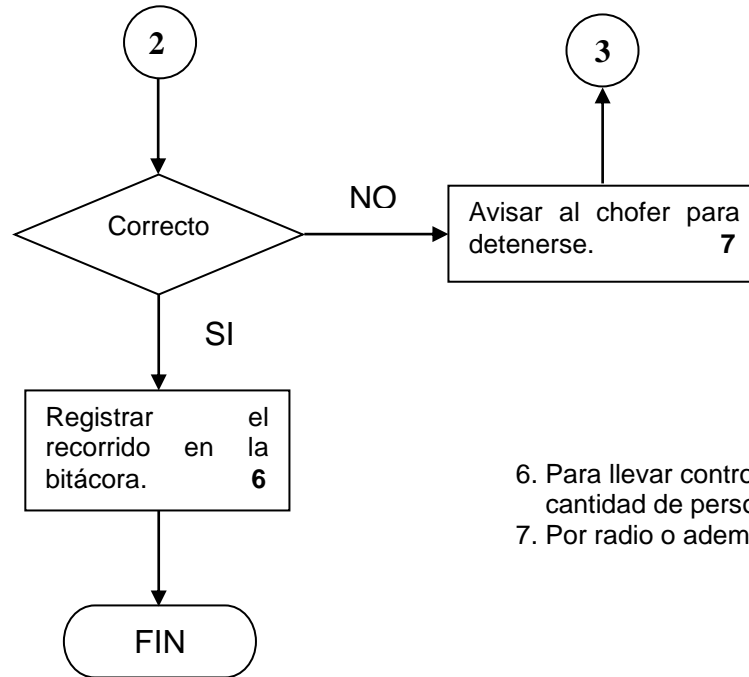 2
3
Correcto
NO
Avisar al chofer para
detenerse. 7
SI
Registrar el
recorrido en la
bitácora. 6
6. Para llevar contro
cantidad de perso
7. Por radio o adem
FIN